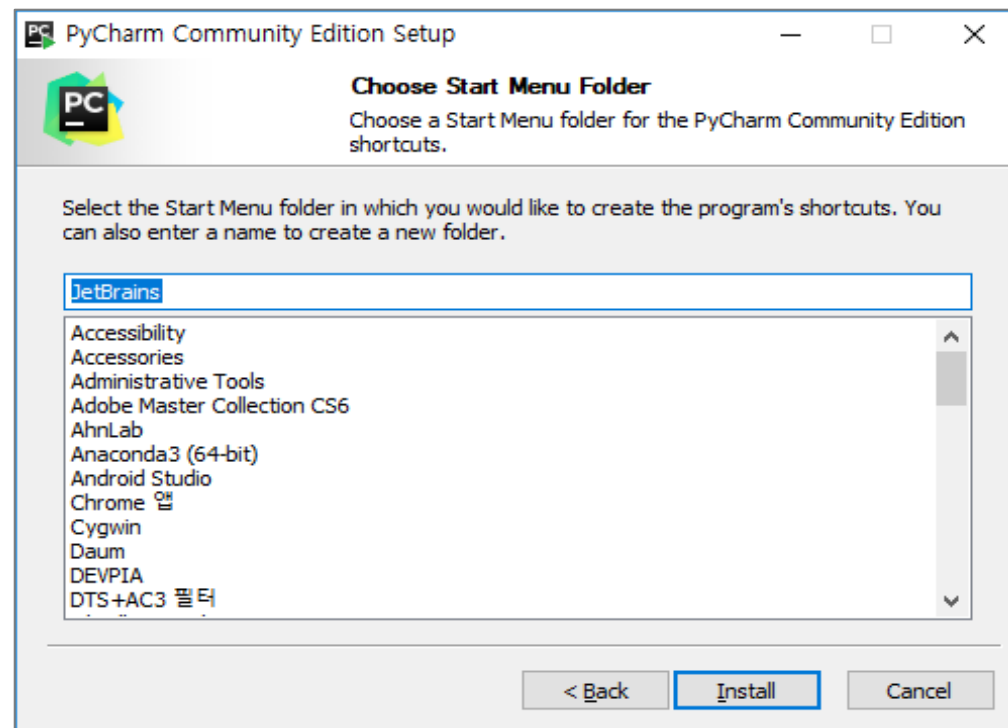 PC PyCharm Community Edition Setup
PC
Choose Start Menu Folder
Choose a Start Menu folder for the PyCharm Community Edition
shortcuts.
Select the Start Menu folder in which you would like to create the program's shortcuts. You
can also enter a name to create a new folder.
JetBrains
Accessibility
Accessories
Administrative Tools
Adobe Master Collection CS6
AhnLab
Anaconda3 (64-bit)
Android Studio
Chrome 앱
Cygwin
Daum
DEVPIA
DTS+AC3 필터
< Back
Install
Cancel